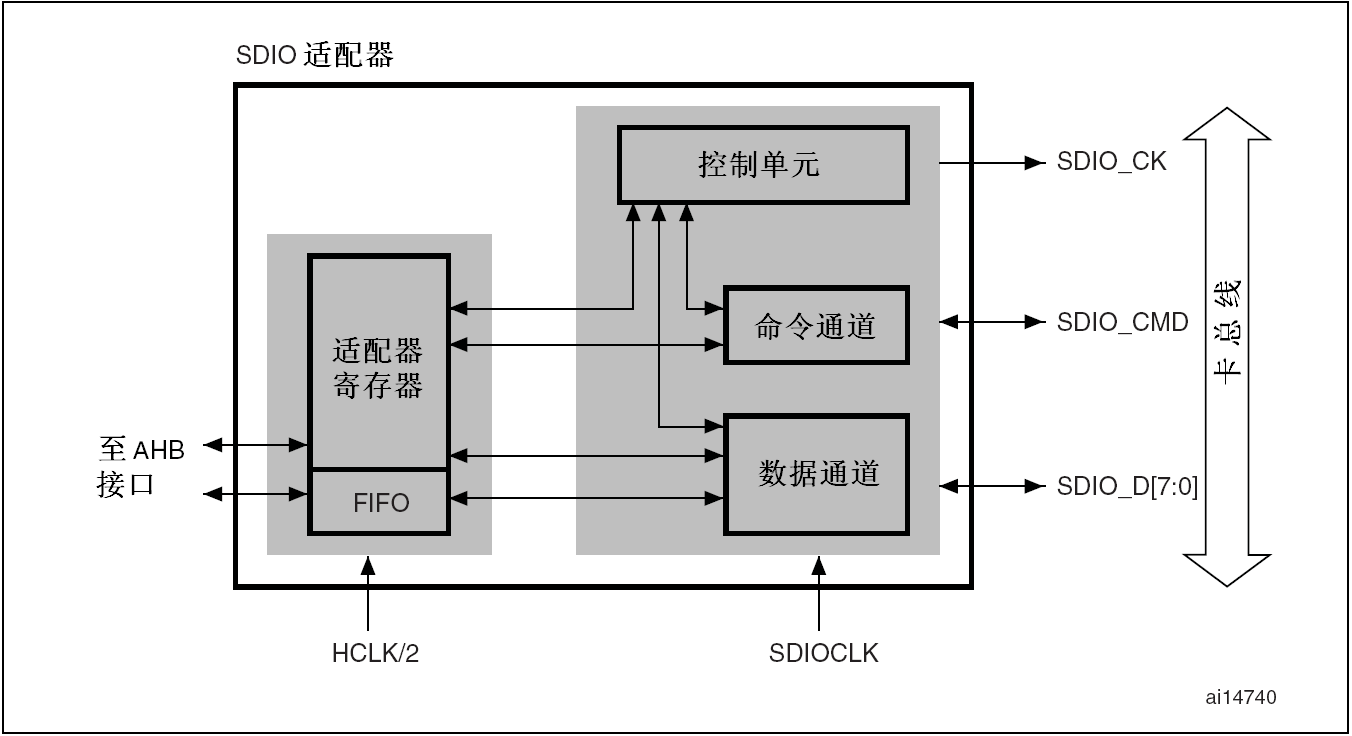 SDIO 适配器
控制单元
SDIO_CK
命令通道
SDIO_CMD
适配器
寄存器
至 AHB
接口
FIFO
数据通道
SDIO_D[7:0]
卡总线
HCLK/2
SDIOCLK
ai14740